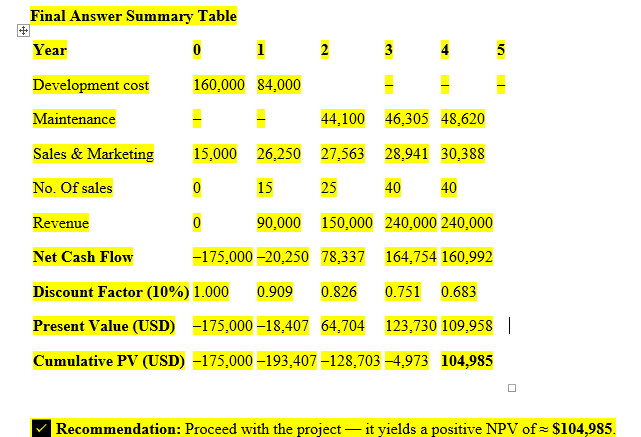 Final Answer Summary Table
Year 0 1 2 3 4 5
Development cost 160,000 84,000 – – –
Maintenance – – 44,100 46,305 48,620
Sales & Marketing 15,000 26,250 27,563 28,941 30,388
No. Of sales 0 15 25 40 40
Revenue 0 90,000 150,000 240,000 240,000
Net Cash Flow –175,000 –20,250 78,337 164,754 160,992
Discount Factor (10%) 1.000 0.909 0.826 0.751 0.683
Present Value (USD) –175,000 –18,407 64,704 123,730 109,958
Cumulative PV (USD) –175,000 –193,407 –128,703 –4,973 104,985
✓ Recommendation: Proceed with the project — it yields a positive NPV of ≈ $104,985.